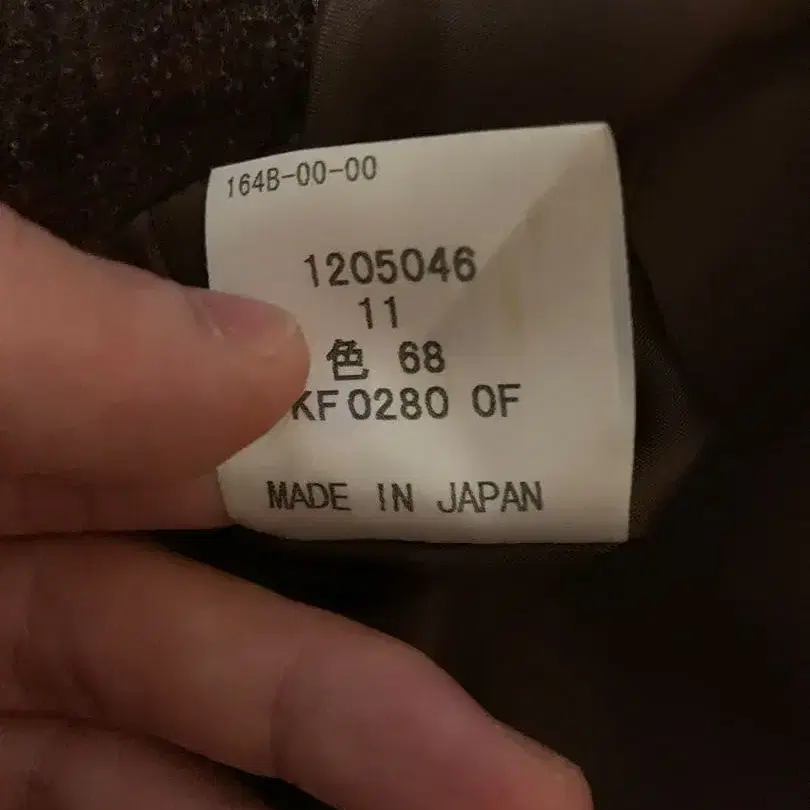 164B-00-00
1205046
11
色 68
KF0280 0F
MADE IN JAPAN